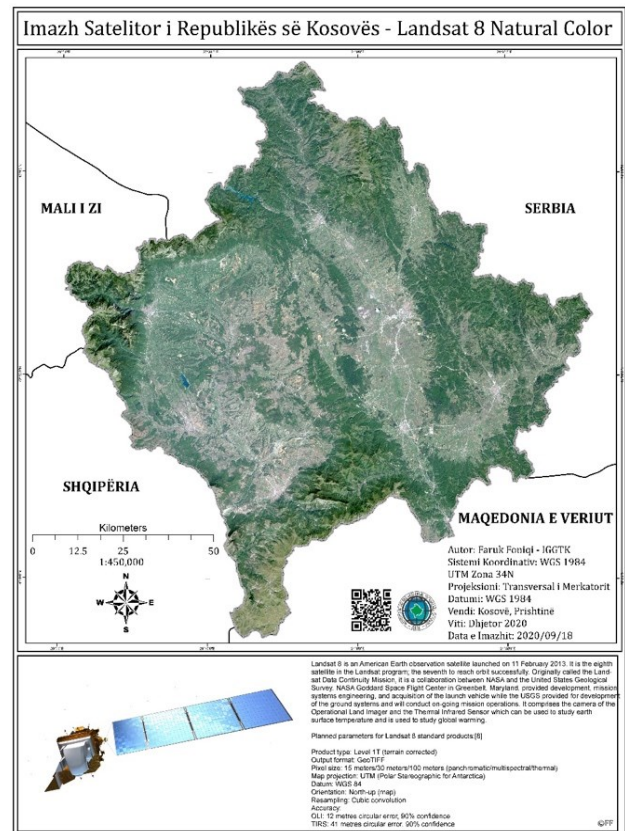 Imazh Satelitor i Republikës së Kosovës - Landsat 8 Natural Color
MALI I ZI
SERBIA
SHQIPËRIA
MAQEDONIA E VERIUT
Kilometers
0 12.5 25 50
1:450,000
N
W E
S
Autor: Faruk Foniqi - IGGTK
Sistemi Koordinativ: WGS 1984
UTM Zona 34N
Projeksioni: Transversal i Merkatorit
Datumi: WGS 1984
Vendi: Kosovë, Prishtinë
Viti: Dhjetor 2020
Data e Imazhit: 2020/09/18
Landsat 8 is an American Earth observation satellite launched on 11 February 2013. It is the eighth
satellite in the Landsat program; the seventh to reach orbit successfully. Originally called the Land-
sat Data Continuity Mission, it is a collaboration between NASA and the United States Geological
Survey. NASA Goddard Space Flight Center in Greenbelt, Maryland, provided development, mission
systems engineering, and acquisition of the launch vehicle while the USGS provided for development
of the ground systems and will conduct on-going mission operations. It comprises the camera of the
Operational Land Imager and the Thermal Infrared Sensor which can be used to study earth
surface temperature and is used to study global warming.
Planned parameters for Landsat 8 standard products:[8]
Product type: Level 1T (terrain corrected)
Output format: GeoTIFF
Pixel size: 15 meters/30 meters/100 meters (panchromatic/multispectral/thermal)
Map projection: UTM (Polar Stereographic for Antarctica)
Datum: WGS 84
Orientation: North-up (map)
Resampling: Cubic convolution
Accuracy:
OLI: 12 metres circular error, 90% confidence
TIRS: 41 metres circular error, 90% confidence
©FF